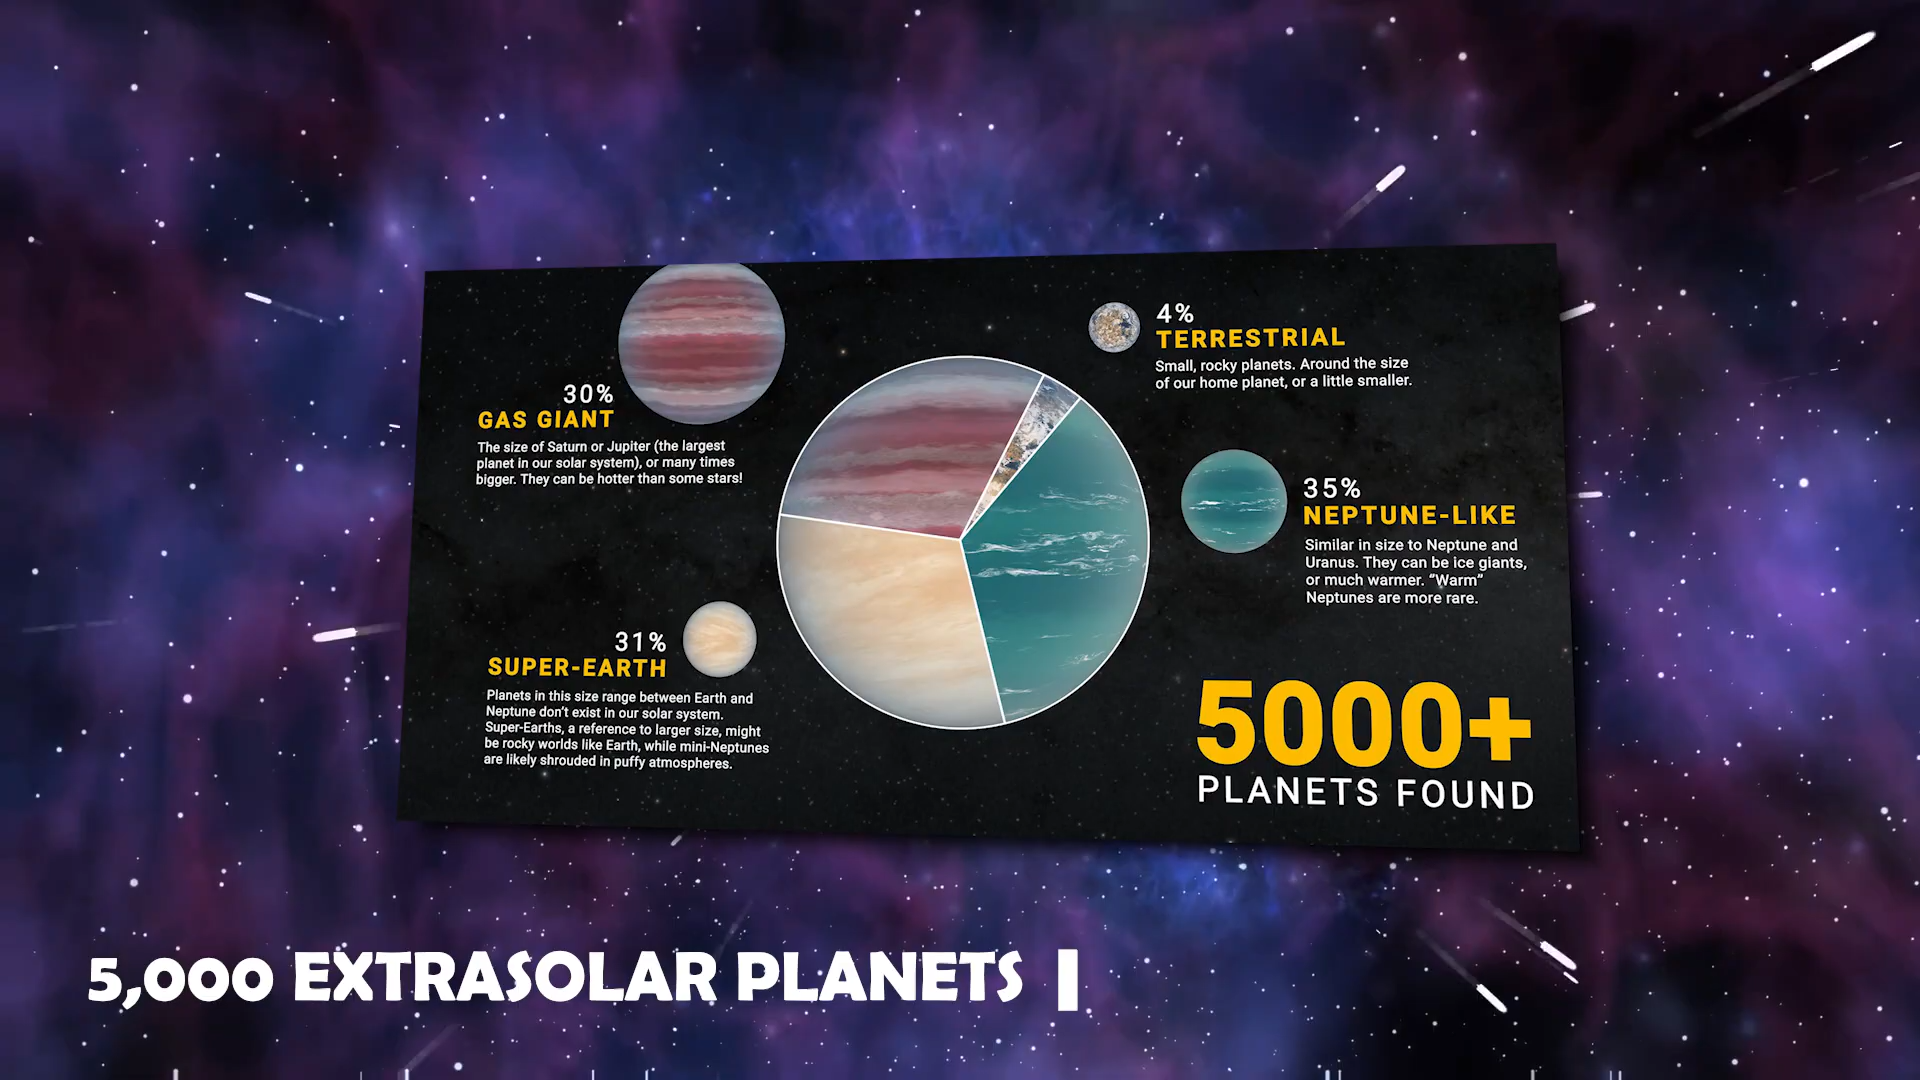 30%
GAS GIANT
The size of Saturn or Jupiter (the largest
planet in our solar system), or many times
bigger. They can be hotter than some stars!
4%
TERRESTRIAL
Small, rocky planets. Around the size
of our home planet, or a little smaller.
35%
NEPTUNE-LIKE
Similar in size to Neptune and
Uranus. They can be ice giants,
or much warmer. “Warm”
Neptunes are more rare.
31%
SUPER-EARTH
Planets in this size range between Earth and
Neptune don't exist in our solar system.
Super-Earths, a reference to larger size, might
be rocky worlds like Earth, while mini-Neptunes
are likely shrouded in puffy atmospheres.
5000+
PLANETS FOUND
5,000 EXTRASOLAR PLANETS